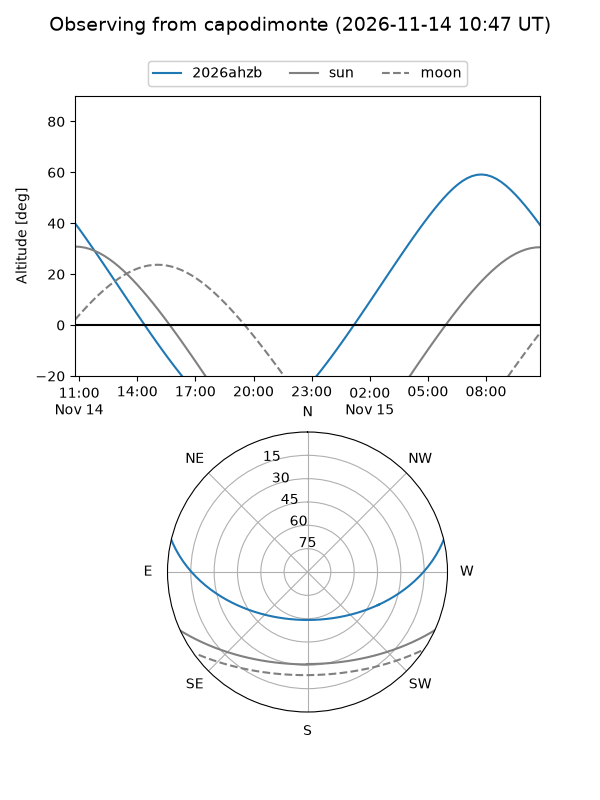 Observing from capodimonte (2026-11-14 10:47 UT)
2026ahzb sun moon
80
60
40
20
0
−20
Altitude [deg]
11:00 14:00 17:00 20:00 23:00 02:00 05:00 08:00
Nov 14 Nov 15
N
NE NW
15
30
45
60
75
E W
SE SW
S